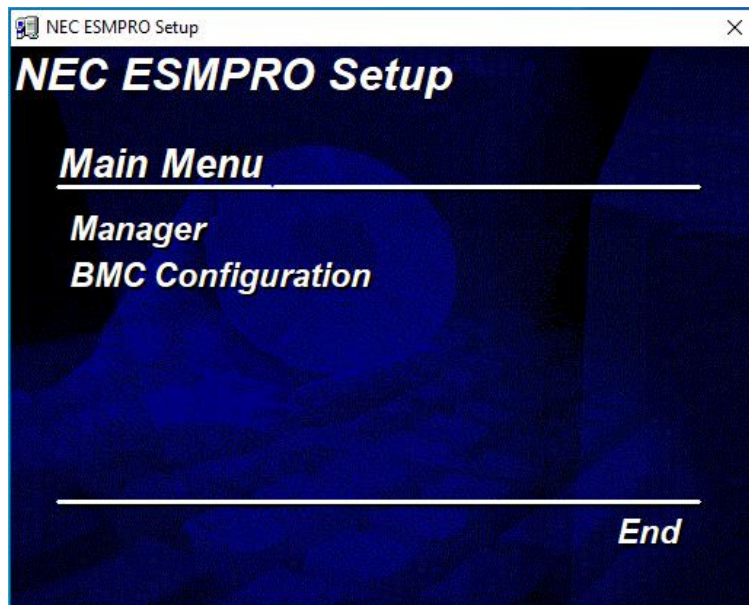 NEC ESMPRO Setup
NEC ESMPRO Setup
Main Menu
Manager
BMC Configuration
End